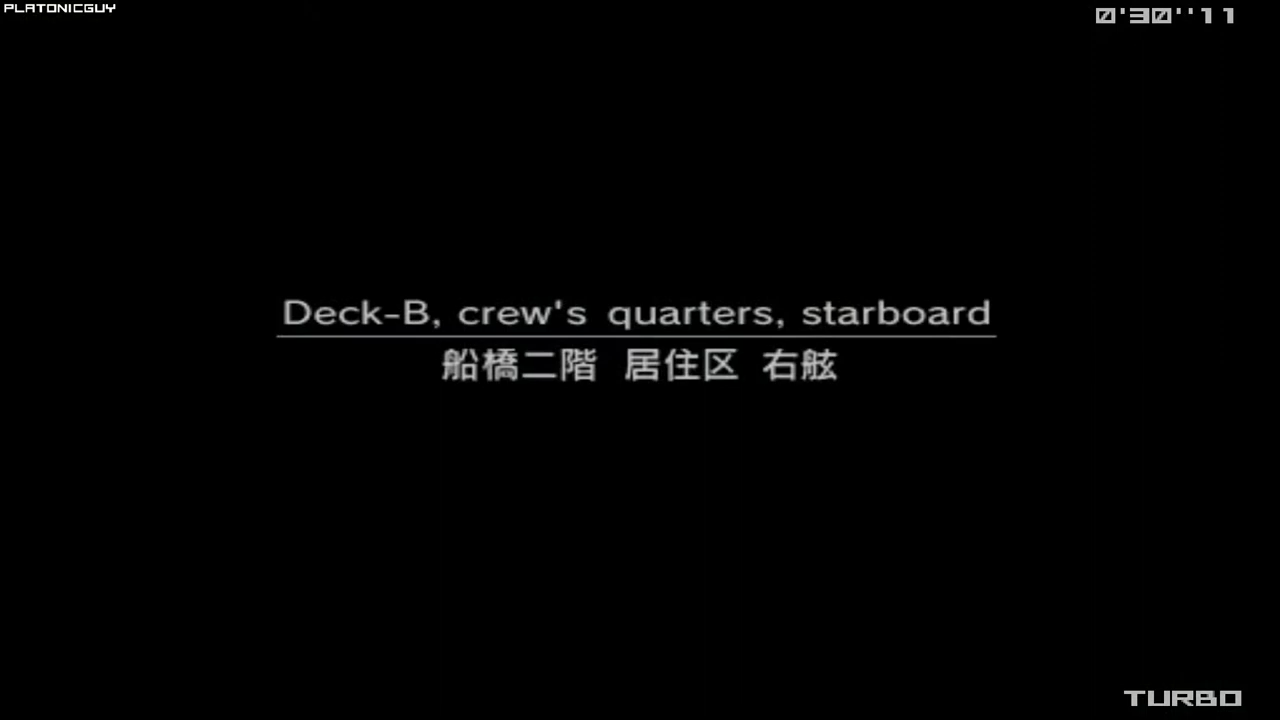 PLATONICGUY
0'30''11
Deck-B, crew's quarters, starboard
船橋二階 居住区 右舷
TURBO